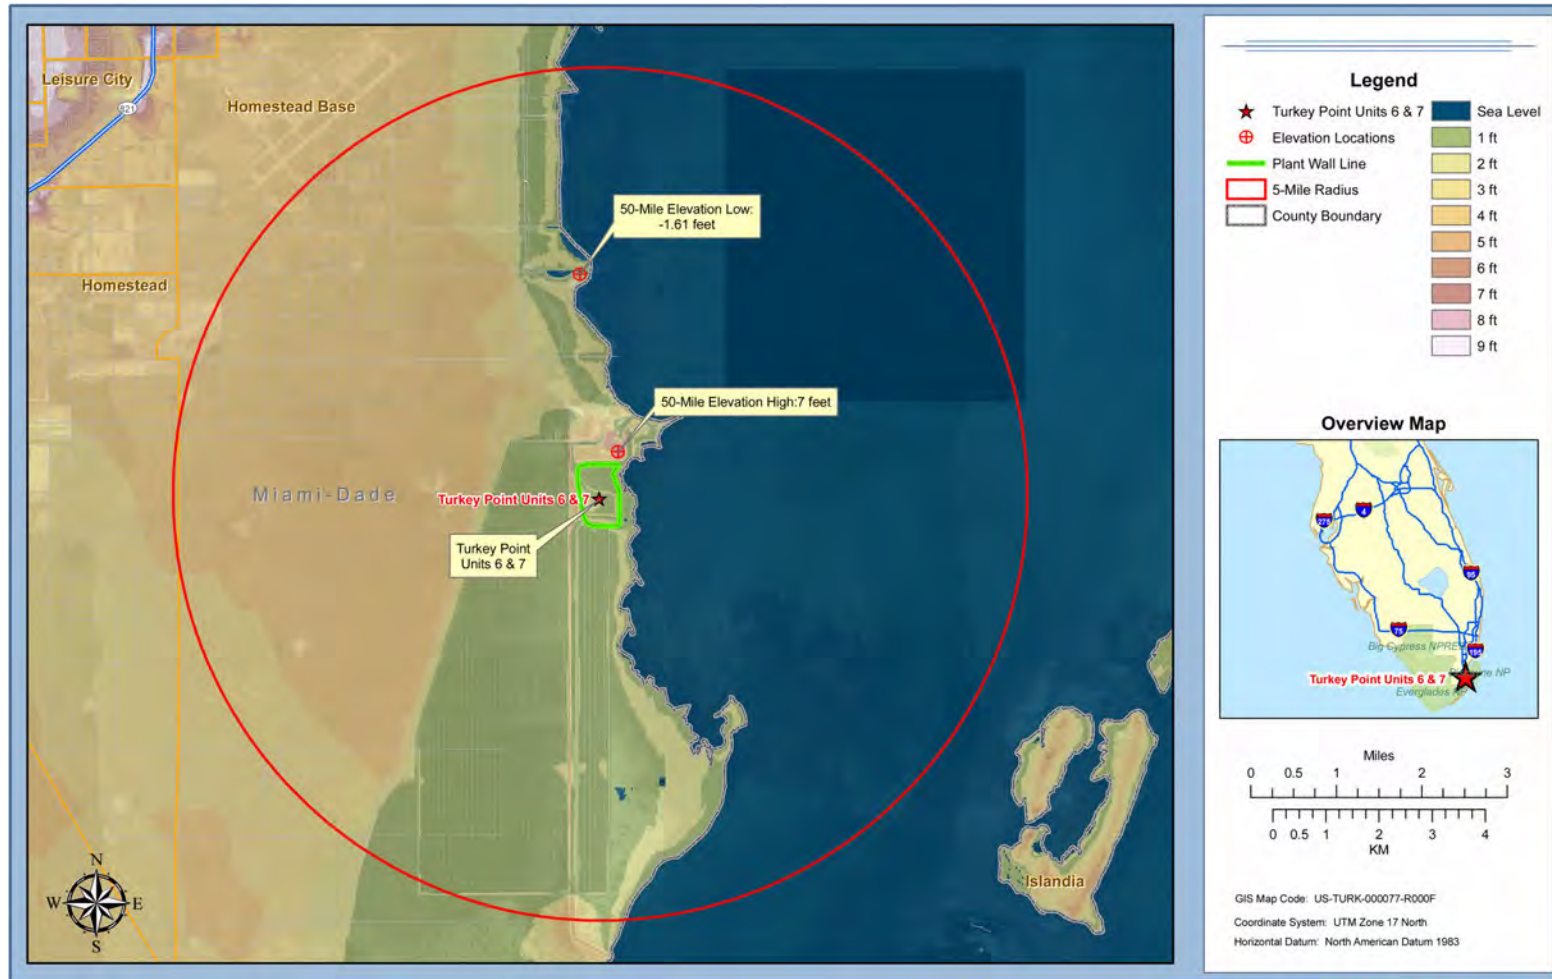 Leisure City
821
Homestead Base
50-Mile Elevation Low:
-1.61 feet
Homestead
50-Mile Elevation High:7 feet
Miami-Dade
Turkey Point Units 6 & 7
Turkey Point
Units 6 & 7
Islandia
N
W E
S
Legend
Turkey Point Units 6 & 7
Elevation Locations
Plant Wall Line
5-Mile Radius
County Boundary
Sea Level
1 ft
2 ft
3 ft
4 ft
5 ft
6 ft
7 ft
8 ft
9 ft
Overview Map
275
4
95
75
195
Big Cypress NPRES
Turkey Point Units 6 & 7
NP
Everglades
Miles
0 0.5 1 2 3
0 0.5 1 2 3 4
KM
GIS Map Code: US-TURK-000077-R000F
Coordinate System: UTM Zone 17 North
Horizontal Datum: North American Datum 1983